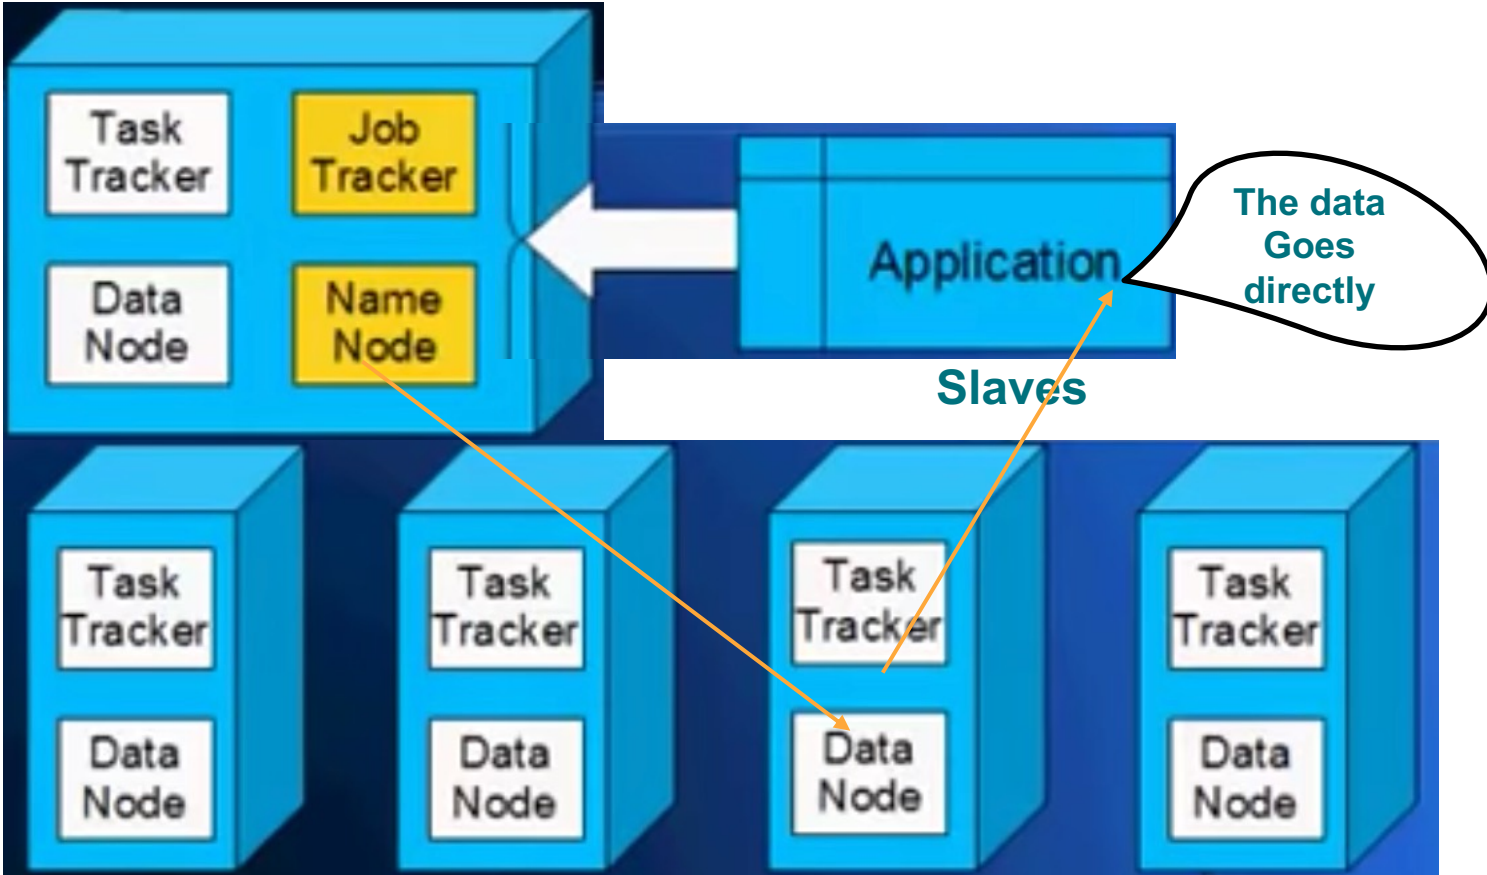 Task
Tracker
Job
Tracker
Data
Node
Name
Node
Application
The data
Goes
directly
Slaves
Task
Tracker
Data
Node
Task
Tracker
Data
Node
Task
Tracker
Data
Node
Task
Tracker
Data
Node